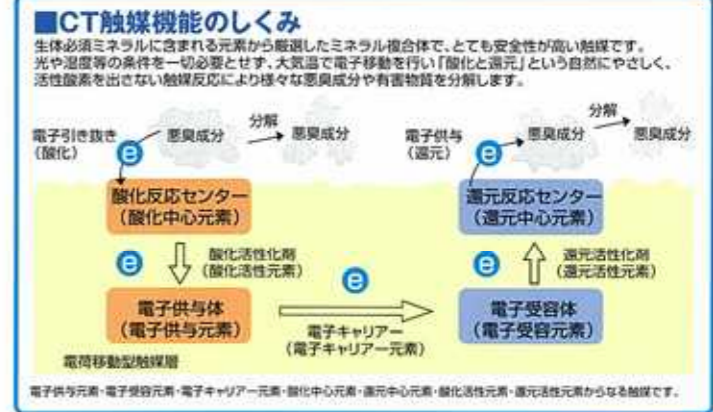 ■CT触媒機能のしくみ
生体必須ミネラルに含まれる元素から厳選したミネラル複合体で、とても安全性が高い触媒です。
光や湿度等の条件を一切必要とせず、大気温で電子移動を行い「酸化と還元」という自然にやさしく、
活性酸素を出さない触媒反応により様々な悪臭成分や有害物質を分解します。
電子引き抜き
(酸化)
e
悪臭成分
分解
悪臭成分
電子供与
(還元)
e
悪臭成分
分解
悪臭成分
酸化反応センター
(酸化中心元素)
還元反応センター
(還元中心元素)
e
酸化活性化剤
(酸化活性元素)
e
e
還元活性化剤
(還元活性元素)
電子供与体
(電子供与元素)
電子キャリアー
(電子キャリアー元素)
電子受容体
(電子受容元素)
電荷移動型触媒層
電子供与元素・電子受容元素・電子キャリアー元素・酸化中心元素・還元中心元素・酸化活性元素・還元活性元素からなる触媒です。